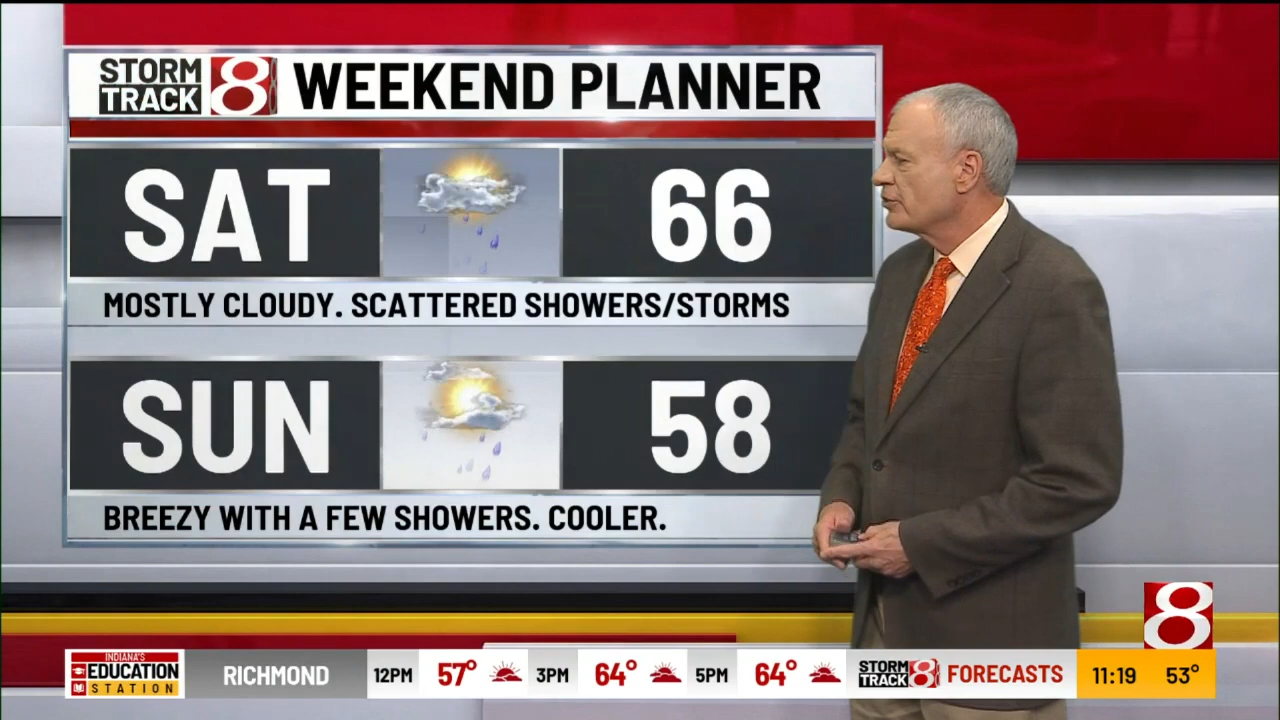 STORM TRACK 8 WEEKEND PLANNER
SAT 66
MOSTLY CLOUDY. SCATTERED SHOWERS/STORMS
SUN 58
BREEZY WITH A FEW SHOWERS. COOLER.
8
INDIANA'S
EDUCATION
STATION
RICHMOND 12PM 57° 3PM 64° 5PM 64° STORM TRACK 8 FORECASTS 11:19 53°